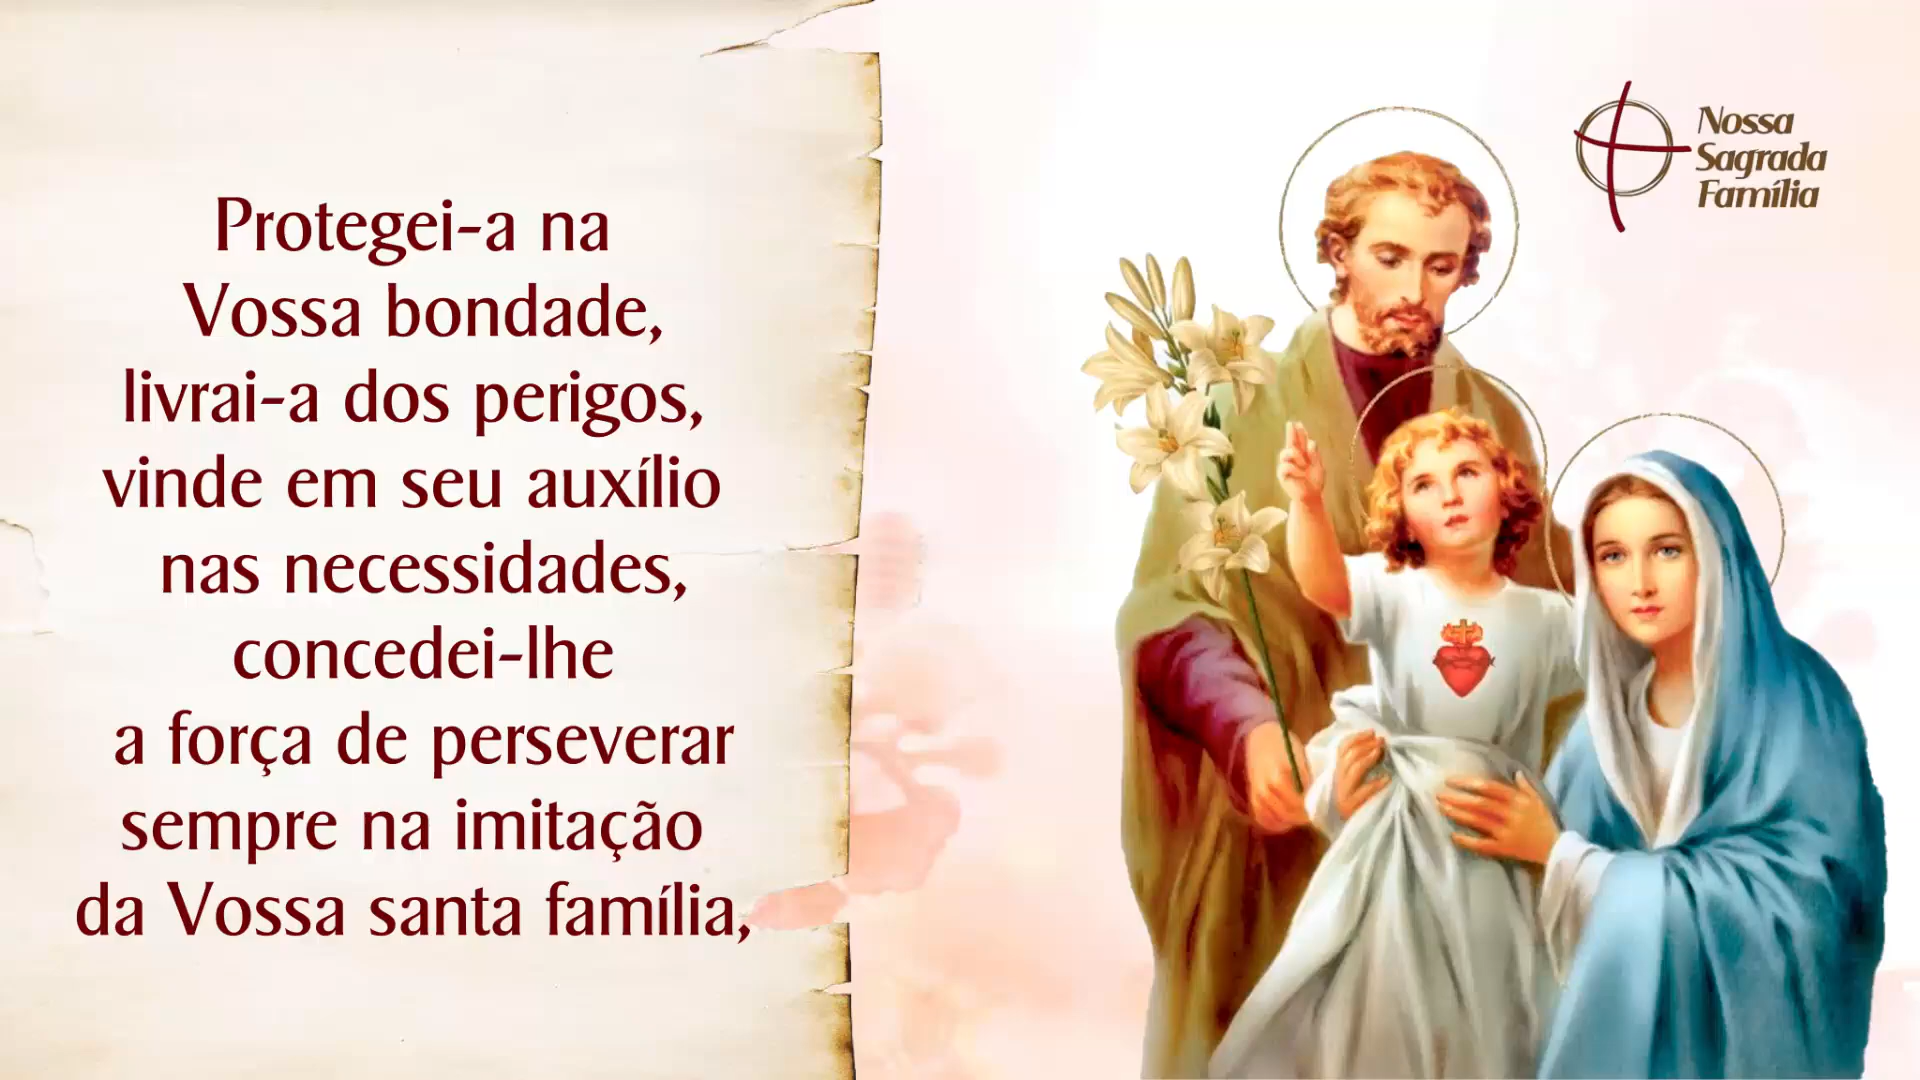 Protegei-a na
Vossa bondade,
livrai-a dos perigos,
vinde em seu auxílio
nas necessidades,
concedei-lhe
a força de perseverar
sempre na imitação
da Vossa santa família,
Nossa
Sagrada
Família